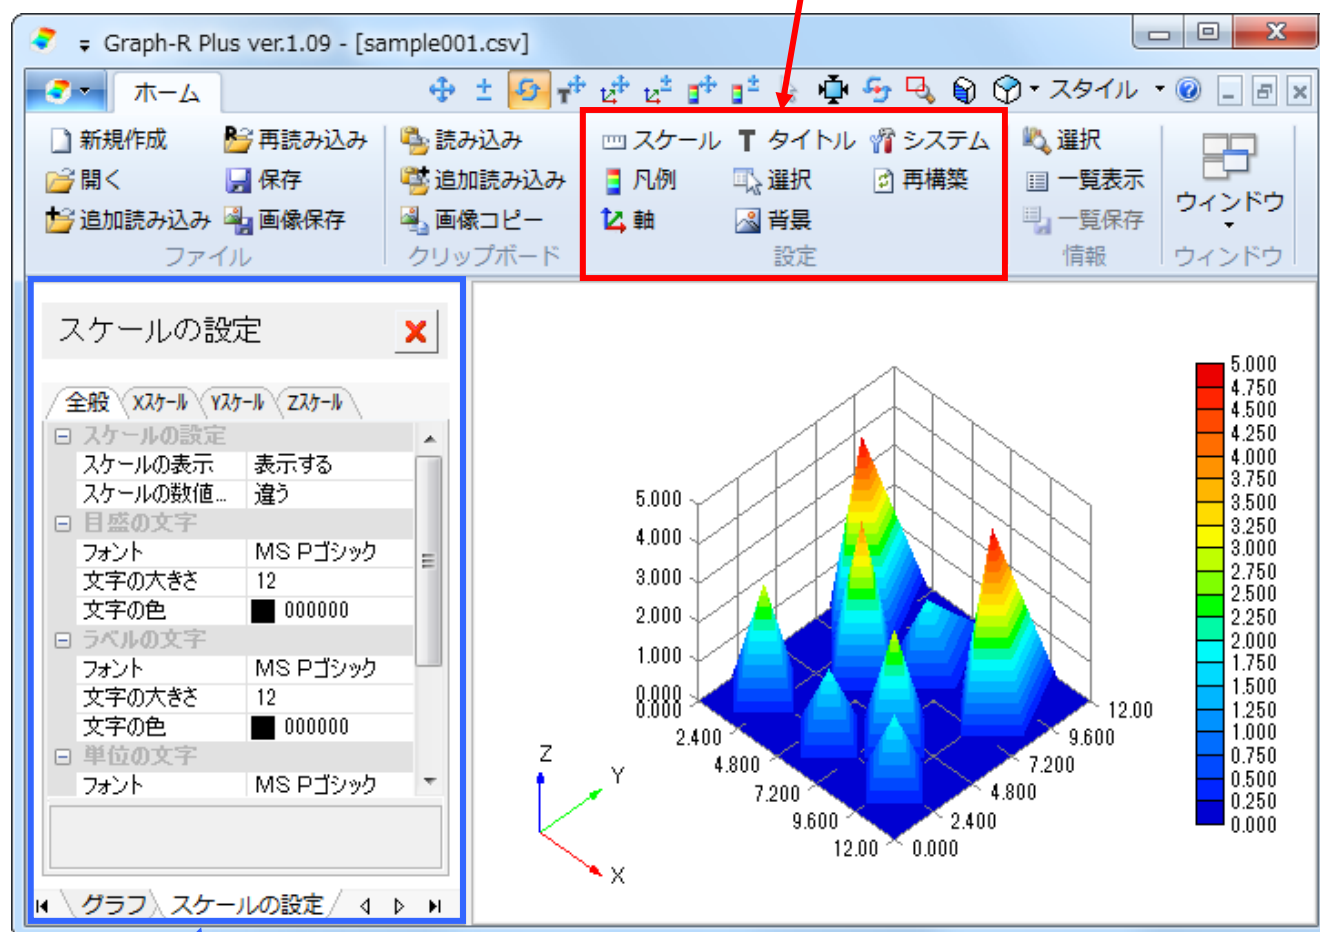 Graph-R Plus ver.1.09 - [sample001.csv]
ホーム
スタイル
新規作成
再読み込み
読み込み
スケール
タイトル
システム
選択
開く
保存
追加読み込み
凡例
選択
再構築
一覧表示
追加読み込み
画像保存
画像コピー
軸
背景
一覧保存
ウィンドウ
ファイル
クリップボード
設定
情報
ウィンドウ
スケールの設定
全般
Xスケール
Yスケール
Zスケール
スケールの設定
スケールの表示 表示する
スケールの数値... 違う
目盛の文字
フォント MS Pゴシック
文字の大きさ 12
文字の色 000000
ラベルの文字
フォント MS Pゴシック
文字の大きさ 12
文字の色 000000
単位の文字
フォント MS Pゴシック
グラフ
スケールの設定
5.000
4.000
3.000
2.000
1.000
0.000
0.000
2.400
4.800
7.200
9.600
12.00
0.000
2.400
4.800
7.200
9.600
12.00
Z
Y
X
5.000
4.750
4.500
4.250
4.000
3.750
3.500
3.250
3.000
2.750
2.500
2.250
2.000
1.750
1.500
1.250
1.000
0.750
0.500
0.250
0.000